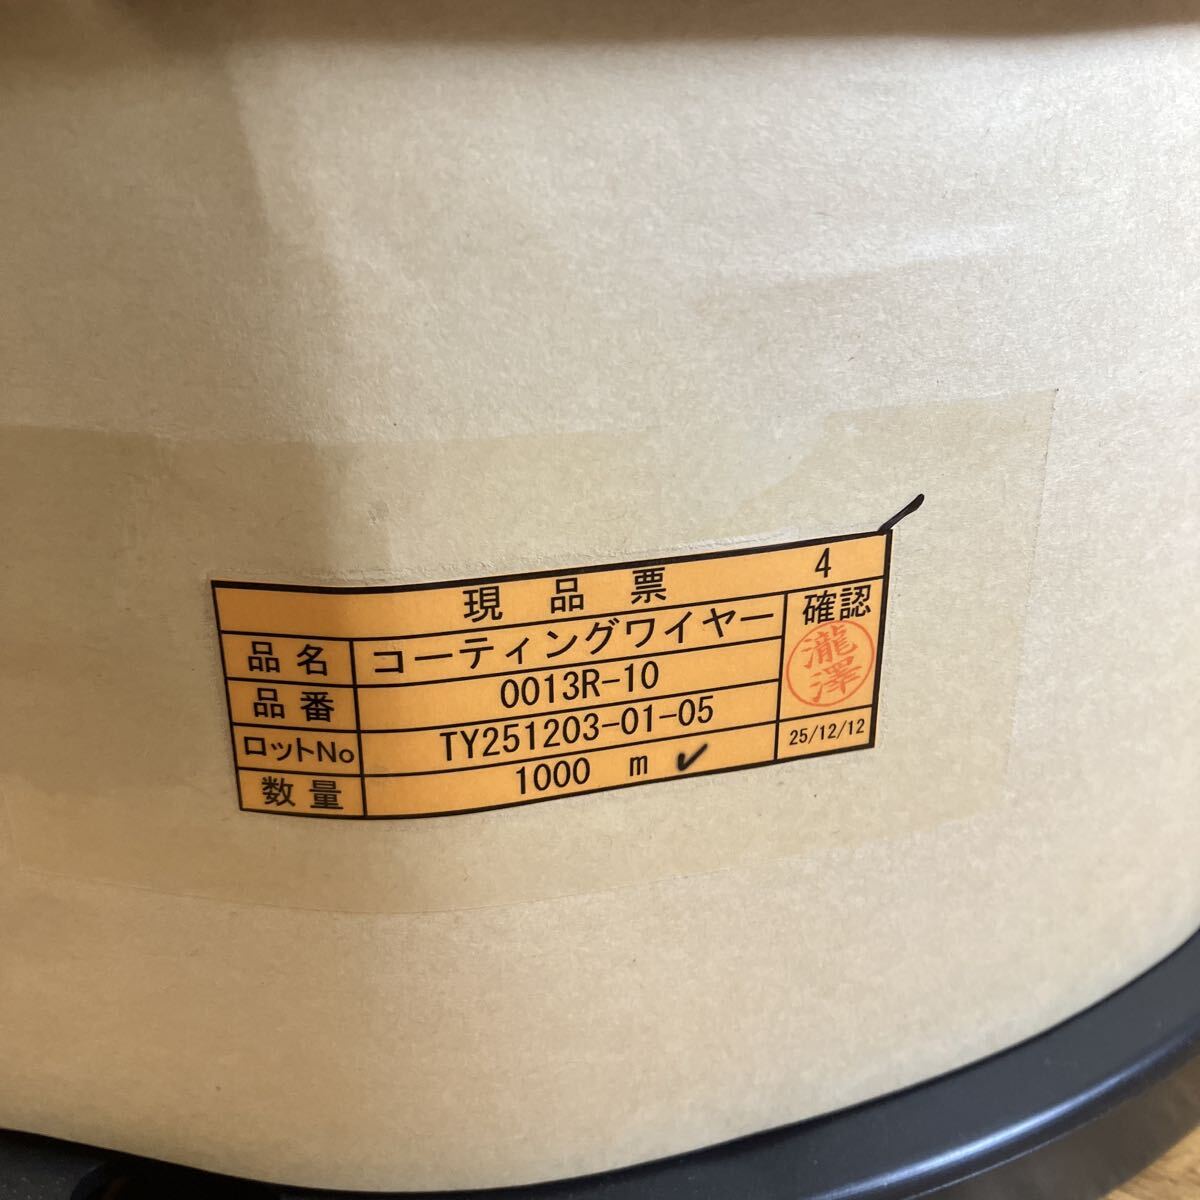 現品票 4
品名 コーティングワイヤー 確認
品番 0013R-10 瀧澤
ロットNo TY251203-01-05 25/12/12
数量 1000 m ✓